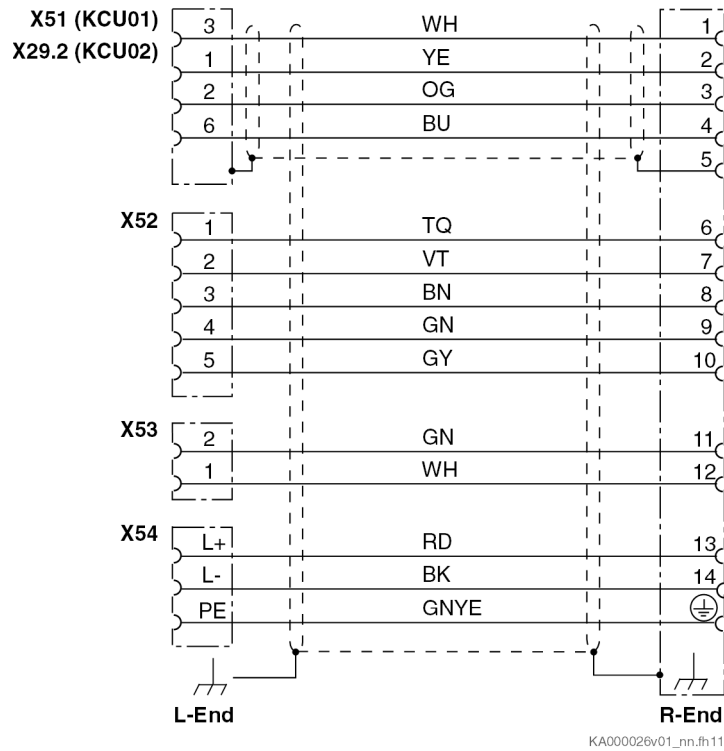 X51 (KCU01) 3 WH 1
X29.2 (KCU02) 1 YE 2
2 OG 3
6 BU 4
5
X52 1 TQ 6
2 VT 7
3 BN 8
4 GN 9
5 GY 10
X53 2 GN 11
1 WH 12
X54 L+ RD 13
L- BK 14
PE GNYE
L-End R-End
KA000026v01_nn.fh11